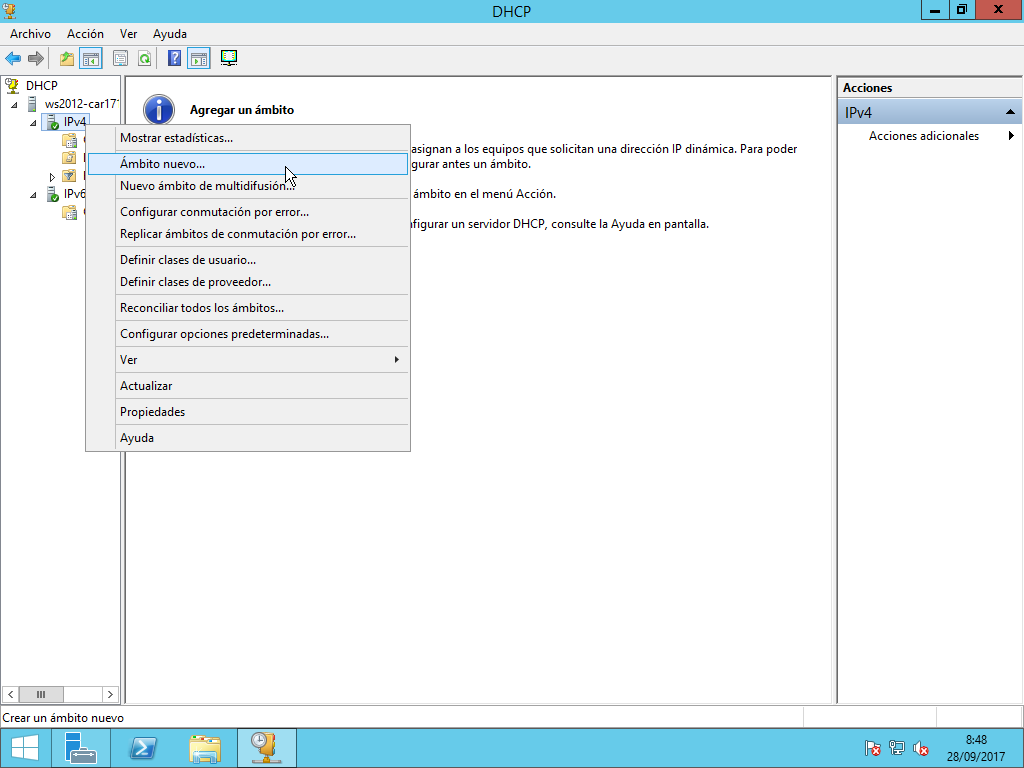 DHCP
Archivo Acción Ver Ayuda
DHCP
ws2012-car171
IPv4
IPv6
Agregar un ámbito
asignan a los equipos que solicitan una dirección IP dinámica. Para poder
gurar antes un ámbito.
ámbito en el menú Acción.
figurar un servidor DHCP, consulte la Ayuda en pantalla.
Mostrar estadísticas...
Ámbito nuevo...
Nuevo ámbito de multidifusión...
Configurar conmutación por error...
Replicar ámbitos de conmutación por error...
Definir clases de usuario...
Definir clases de proveedor...
Reconciliar todos los ámbitos...
Configurar opciones predeterminadas...
Ver
Actualizar
Propiedades
Ayuda
Acciones
IPv4
Acciones adicionales
Crear un ámbito nuevo
8:48
28/09/2017